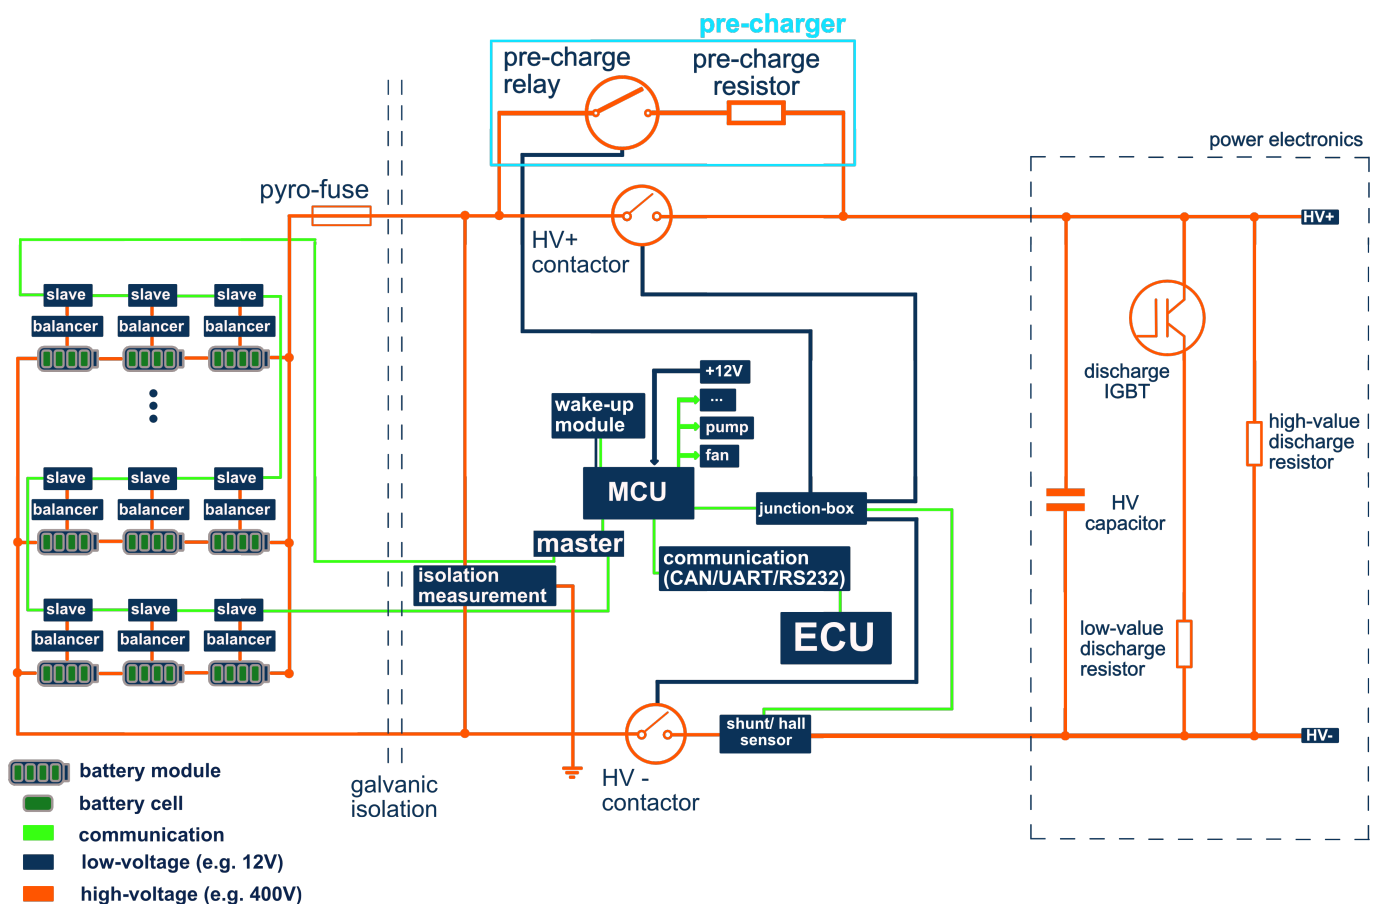 pre-charger
pre-charge
relay
pre-charge
resistor
power electronics
pyro-fuse
HV+
HV+
contactor
slave
slave
slave
balancer
balancer
balancer
discharge
IGBT
+12V
...
pump
fan
wake-up
module
high-value
discharge
resistor
slave
slave
slave
balancer
balancer
balancer
MCU
junction-box
HV
capacitor
master
communication
(CAN/UART/RS232)
isolation
measurement
slave
slave
slave
balancer
balancer
balancer
ECU
low-value
discharge
resistor
shunt/ hall
sensor
HV-
HV -
contactor
galvanic
isolation
battery module
battery cell
communication
low-voltage (e.g. 12V)
high-voltage (e.g. 400V)